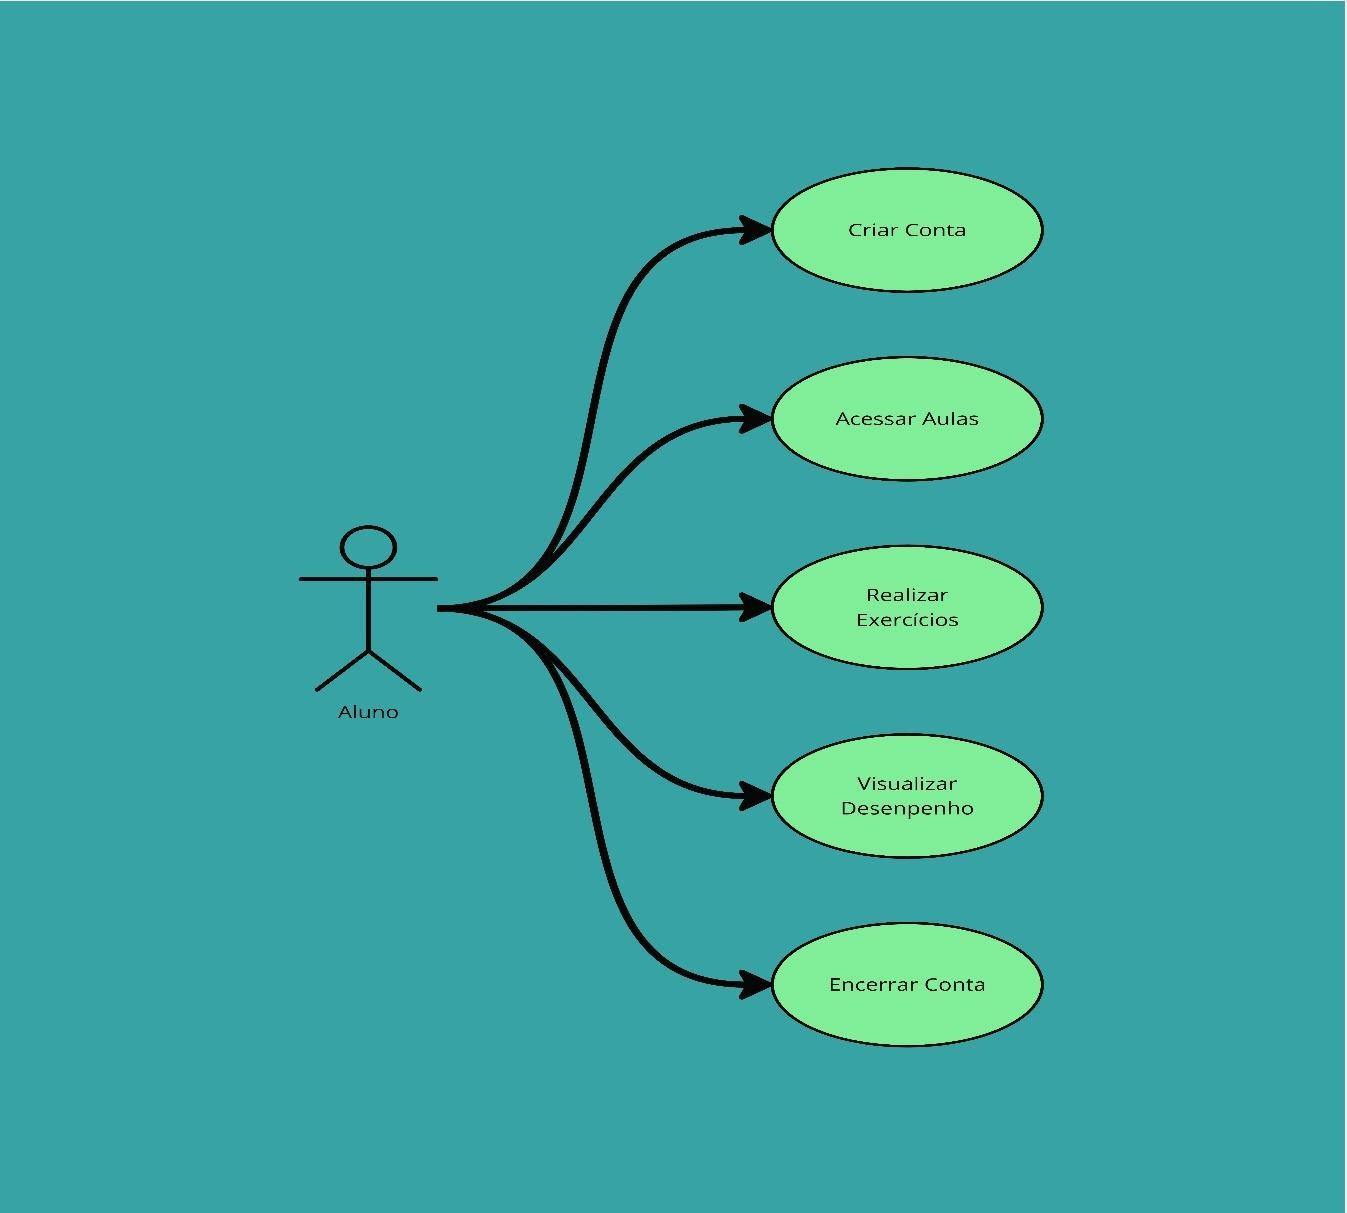 Criar Conta
Acessar Aulas
Realizar
Exercícios
Aluno
Visualizar
Desenpenho
Encerrar Conta